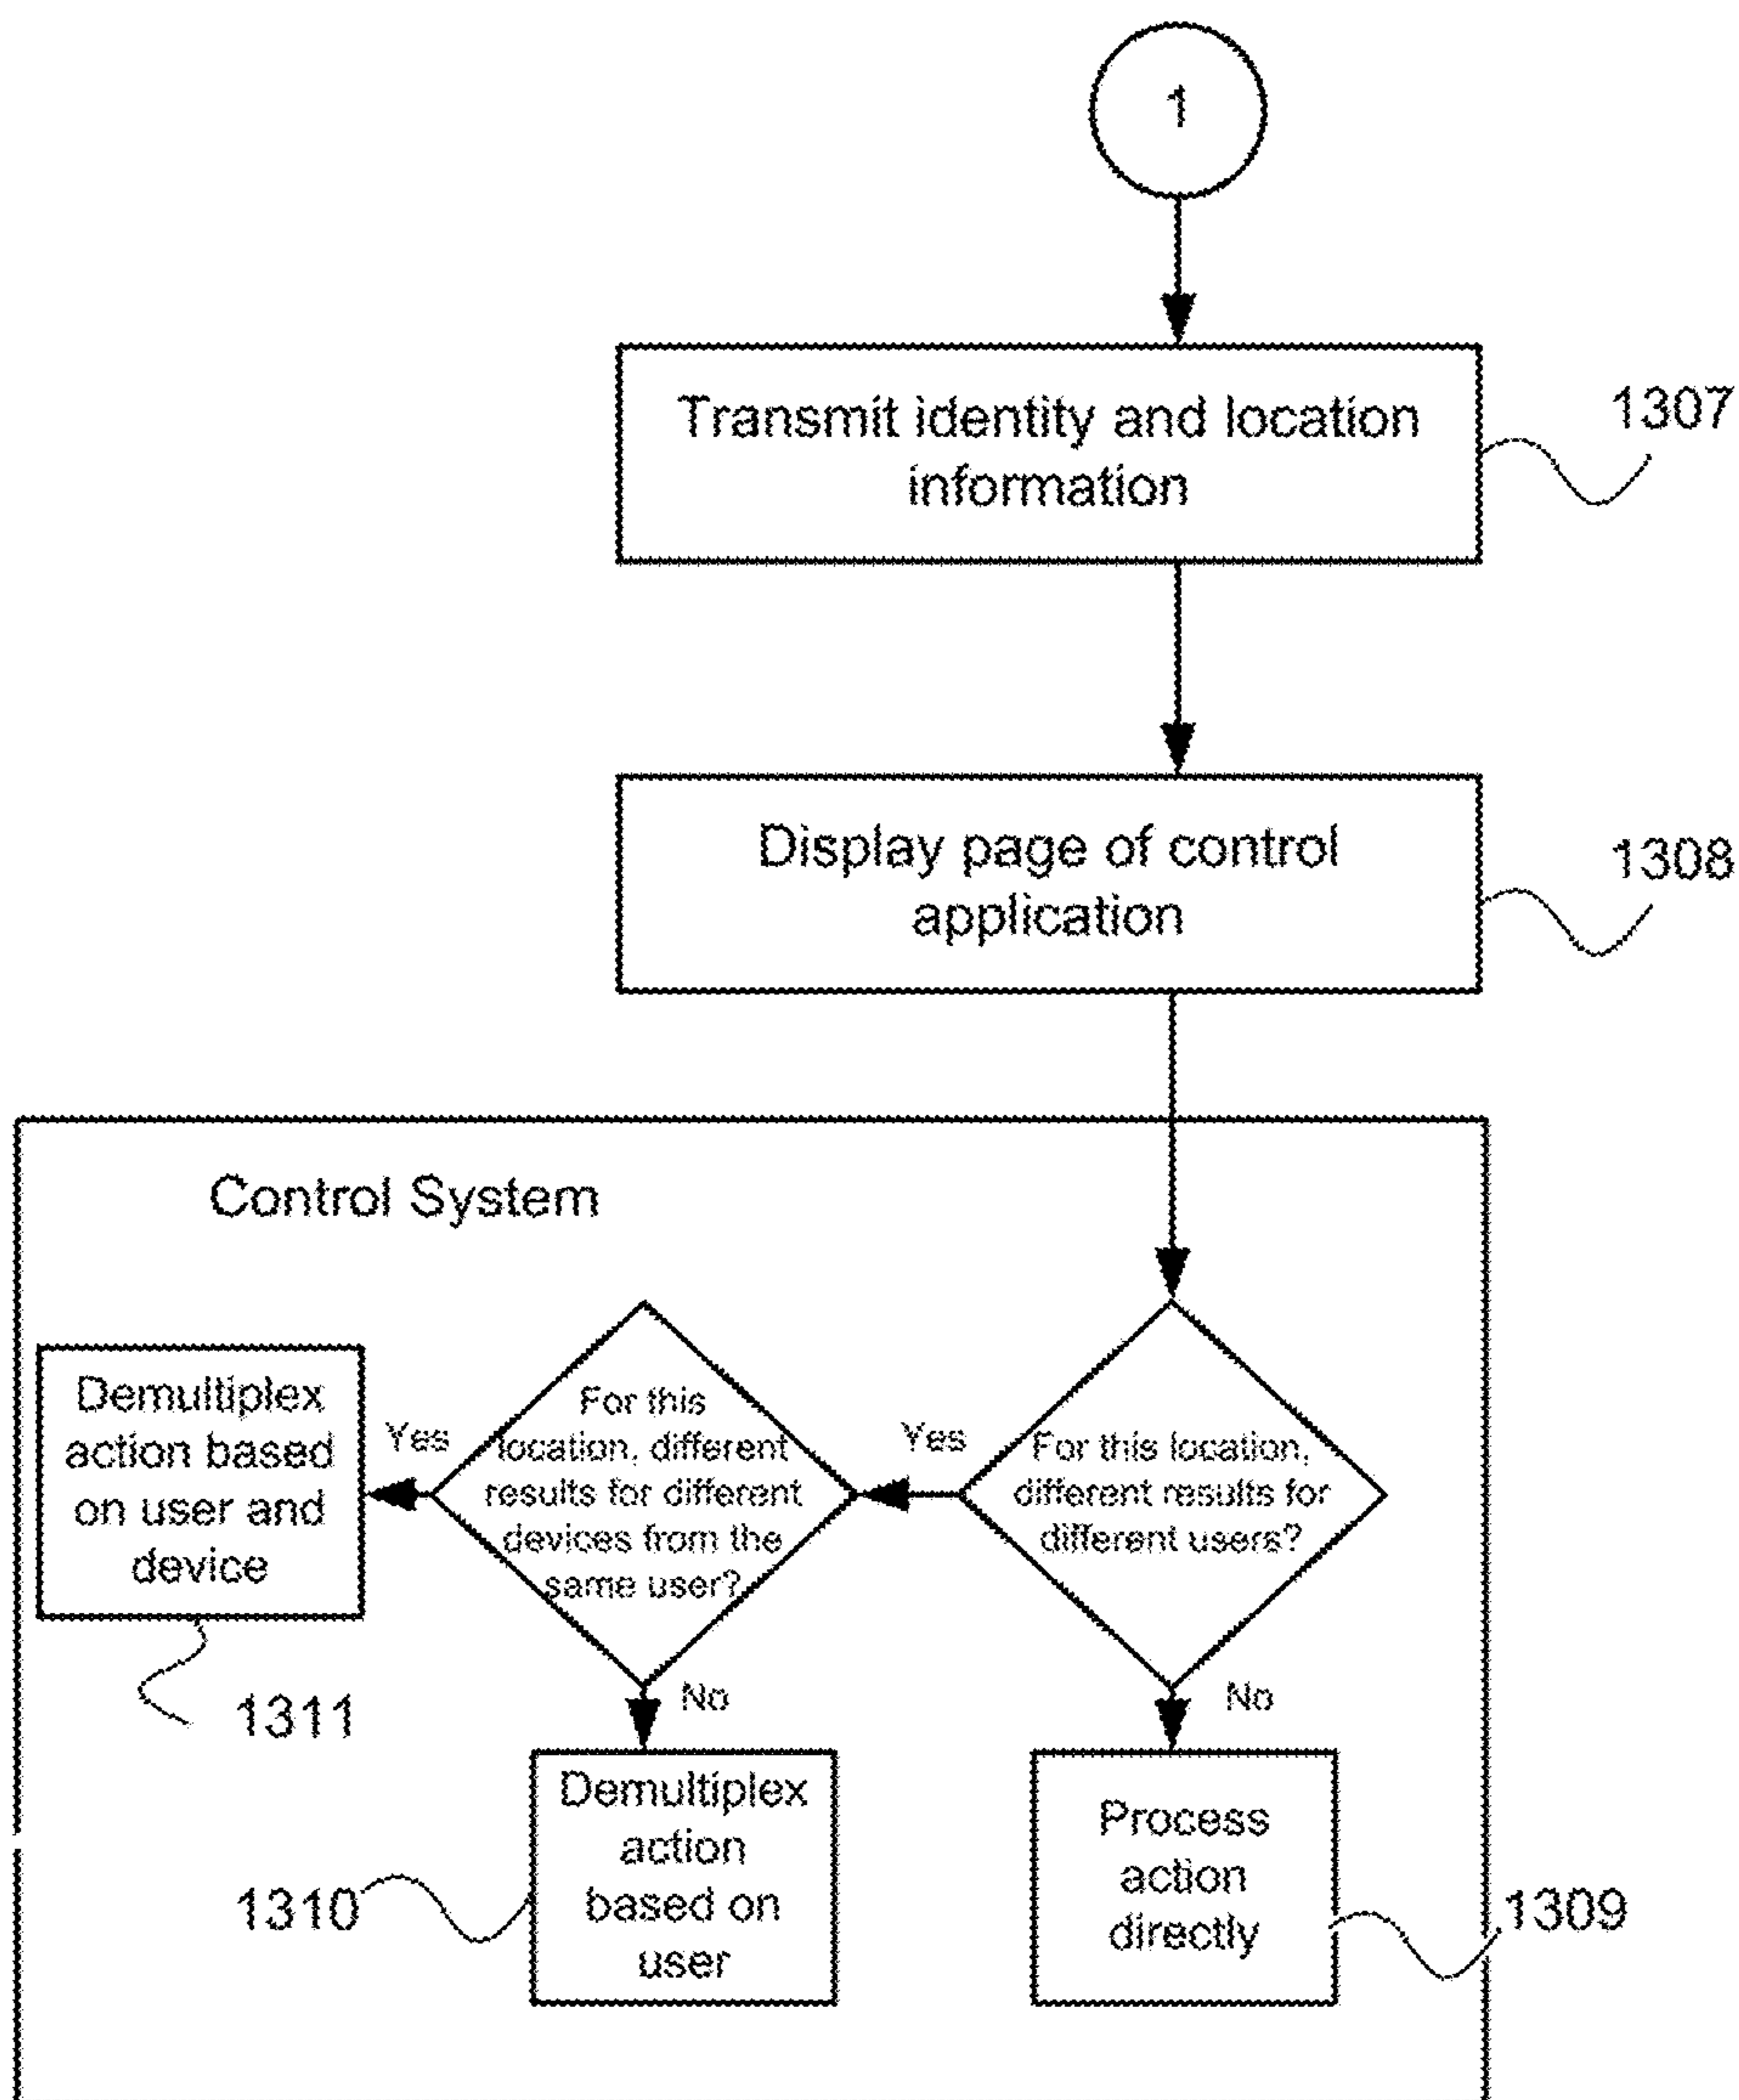 1
Transmit identity and location
information
1307
Display page of control
application
1308
Control System
For this location,
different results for
different users?
Yes
No
For this
location, different
results for different
devices from the
same user?
Yes
No
Demultiplex
action based
on user and
device
1311
Demultiplex
action
based on
user
1310
Process
action
directly
1309